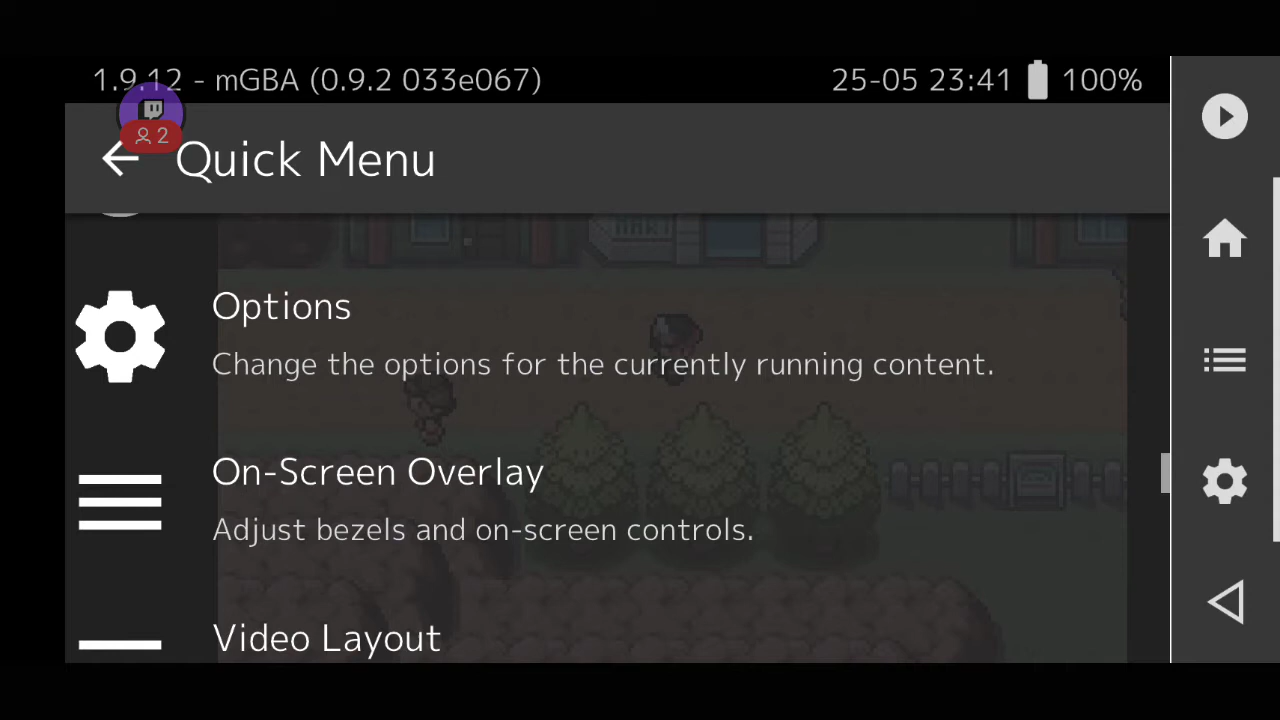 1.9.12 - mGBA (0.9.2 033e067)
25-05 23:41 100%
2
Quick Menu
MART
Options
Change the options for the currently running content.
On-Screen Overlay
Adjust bezels and on-screen controls.
Video Layout